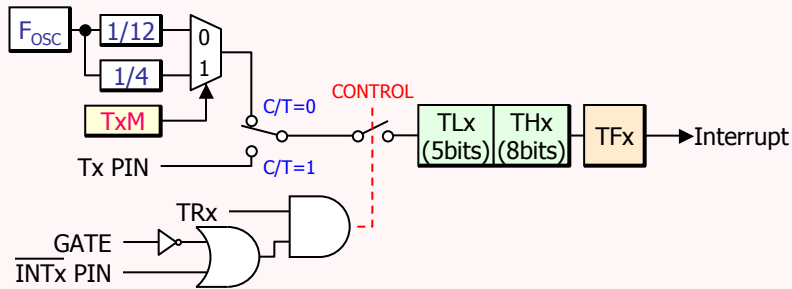 FOSC
1/12
1/4
0
1
TxM
C/T=0
CONTROL
TLx
(5bits)
THx
(8bits)
TFx
Interrupt
Tx PIN
C/T=1
TRx
GATE
INTx PIN